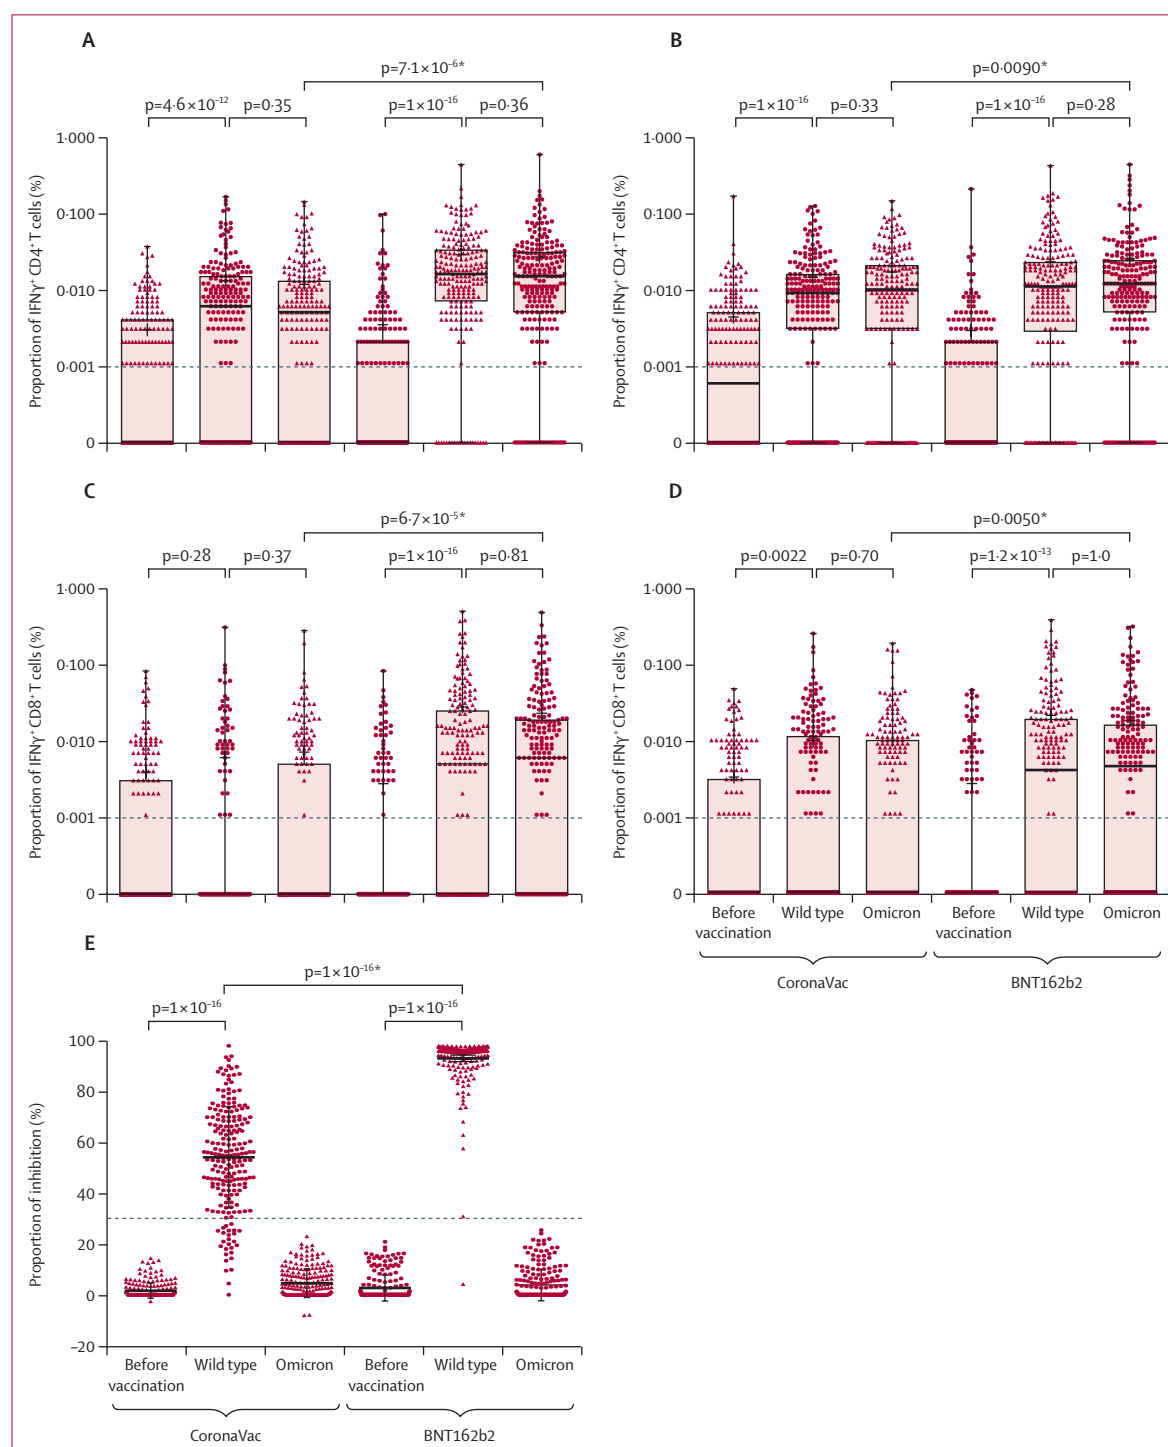 A
p=7·1×10⁻⁶*
p=4·6×10⁻¹² p=0·35 p=1×10⁻¹⁶ p=0·36
Proportion of IFNγ⁺ CD4⁺ T cells (%)
1·000
0·100
0·010
0·001
0
B
p=0·0090*
p=1×10⁻¹⁶ p=0·33 p=1×10⁻¹⁶ p=0·28
Proportion of IFNγ⁺ CD4⁺ T cells (%)
1·000
0·100
0·010
0·001
0
C
p=6·7×10⁻⁵*
p=0·28 p=0·37 p=1×10⁻¹⁶ p=0·81
Proportion of IFNγ⁺ CD8⁺ T cells (%)
1·000
0·100
0·010
0·001
0
D
p=0·0050*
p=0·0022 p=0·70 p=1·2×10⁻¹³ p=1·0
Proportion of IFNγ⁺ CD8⁺ T cells (%)
1·000
0·100
0·010
0·001
0
Before vaccination Wild type Omicron Before vaccination Wild type Omicron
CoronaVac BNT162b2
E
p=1×10⁻¹⁶*
p=1×10⁻¹⁶ p=1×10⁻¹⁶
Proportion of inhibition (%)
100
80
60
40
20
0
–20
Before vaccination Wild type Omicron Before vaccination Wild type Omicron
CoronaVac BNT162b2